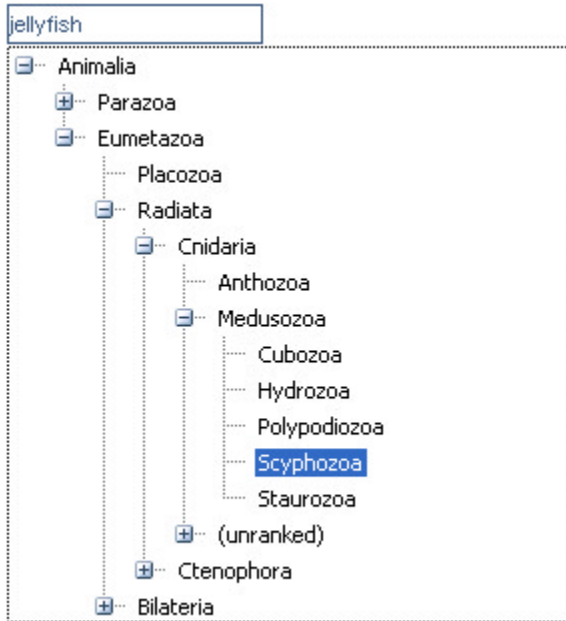 jellyfish
Animalia
Parazoa
Eumetazoa
Placozoa
Radiata
Cnidaria
Anthozoa
Medusozoa
Cubozoa
Hydrozoa
Polypodiozoa
Scyphozoa
Staurozoa
(unranked)
Ctenophora
Bilateria